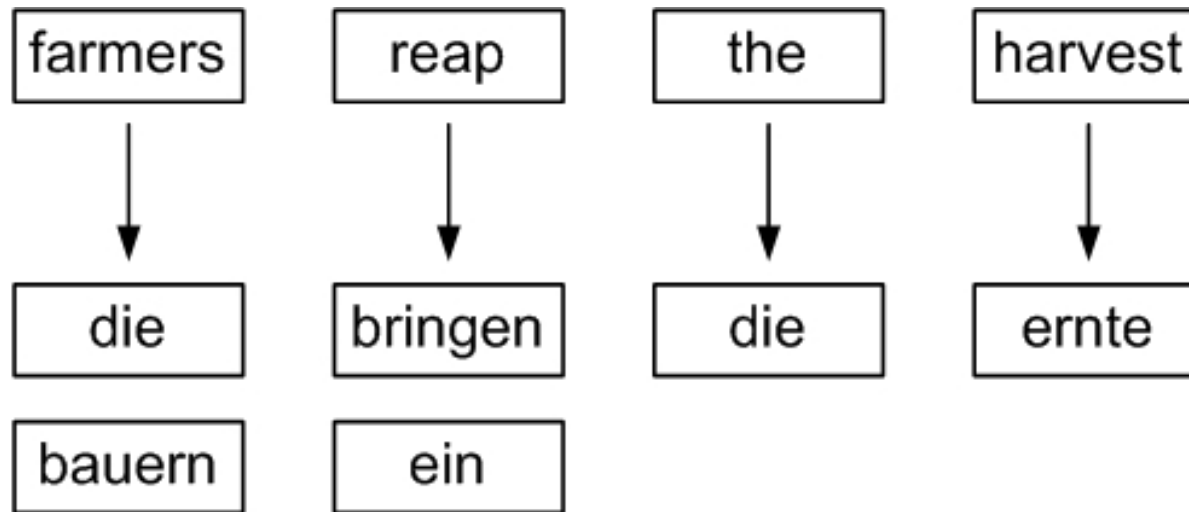 farmers reap the harvest
die bringen die ernte
bauern ein